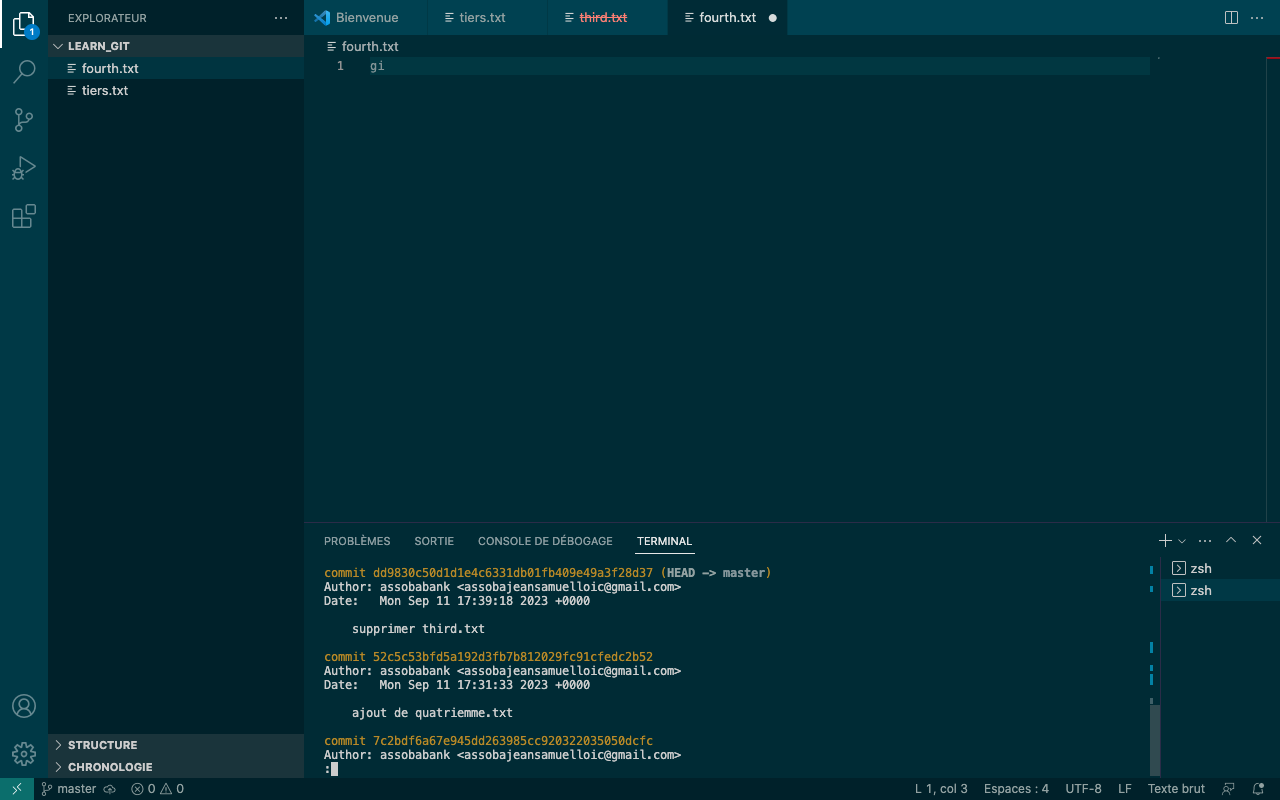 EXPLORATEUR
LEARN_GIT
fourth.txt
tiers.txt
STRUCTURE
CHRONOLOGIE
1
Bienvenue
tiers.txt
third.txt
fourth.txt
fourth.txt
1 gi
PROBLÈMES SORTIE CONSOLE DE DÉBOGAGE TERMINAL
commit dd9830c50d1d1e4c6331db01fb409e49a3f28d37 (HEAD -> master)
Author: assobabank <assobajeansamuelloic@gmail.com>
Date:   Mon Sep 11 17:39:18 2023 +0000
supprimer third.txt
commit 52c5c53bfd5a192d3fb7b812029fc91cfedc2b52
Author: assobabank <assobajeansamuelloic@gmail.com>
Date:   Mon Sep 11 17:31:33 2023 +0000
ajout de quatriemme.txt
commit 7c2bdf6a67e945dd263985cc920322035050dcfc
Author: assobabank <assobajeansamuelloic@gmail.com>
:
zsh
zsh
master 0 0 L 1, col 3 Espaces : 4 UTF-8 LF Texte brut